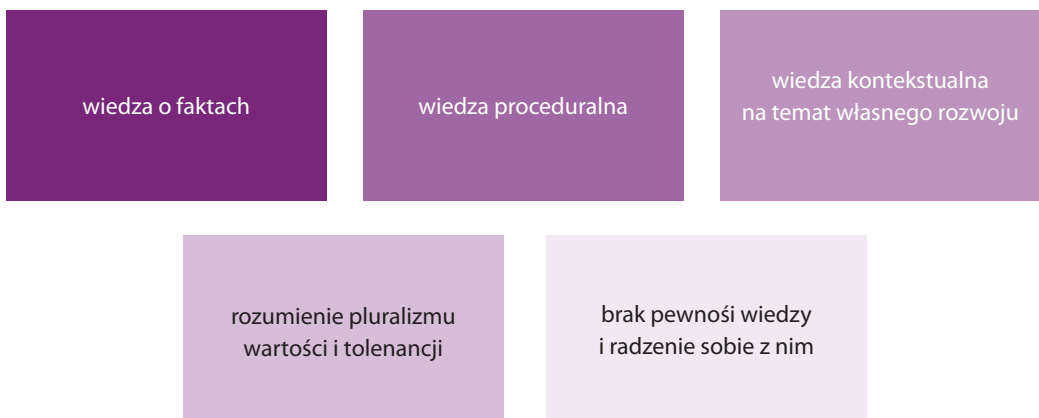 wiedza o faktach
wiedza proceduralna
wiedza kontekstualna
na temat własnego rozwoju
rozumienie pluralizmu
wartości i tolenancji
brak pewnośi wiedzy
i radzenie sobie z nim